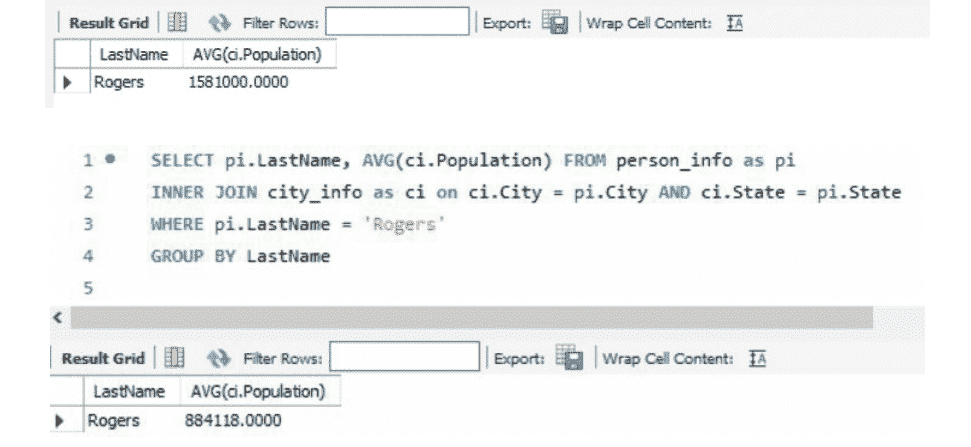 Result Grid Filter Rows: Export: Wrap Cell Content: IA
LastName AVG(ci.Population)
Rogers 1581000.0000
1 SELECT pi.LastName, AVG(ci.Population) FROM person_info as pi
2 INNER JOIN city_info as ci on ci.City = pi.City AND ci.State = pi.State
3 WHERE pi.LastName = 'Rogers'
4 GROUP BY LastName
5
Result Grid Filter Rows: Export: Wrap Cell Content: IA
LastName AVG(ci.Population)
Rogers 884118.0000